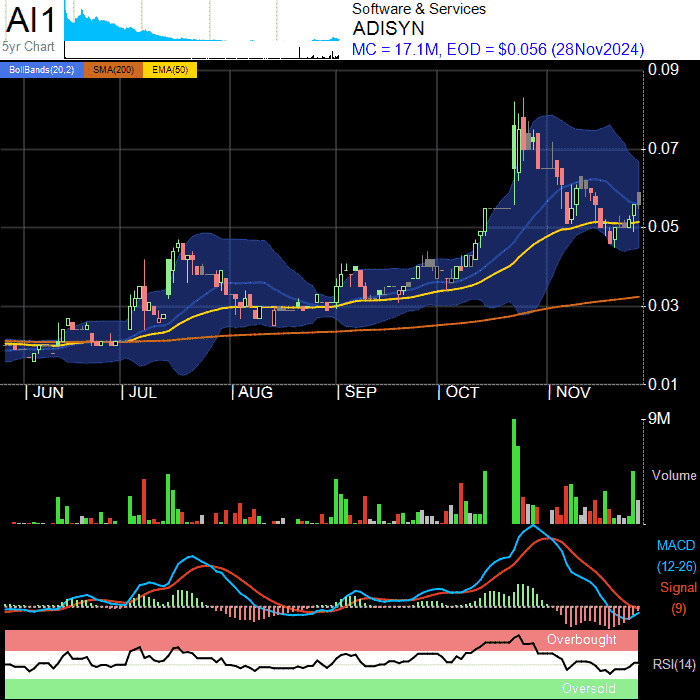 AI1
5yr Chart
Software & Services
ADISYN
MC = 17.1M, EOD = $0.056 (28Nov2024)
BollBands(20,2) SMA(200) EMA(50)
0.09
0.07
0.05
0.03
0.01
JUN JUL AUG SEP OCT NOV
9M
Volume
MACD
(12-26)
Signal
(9)
Overbought
RSI(14)
Oversold